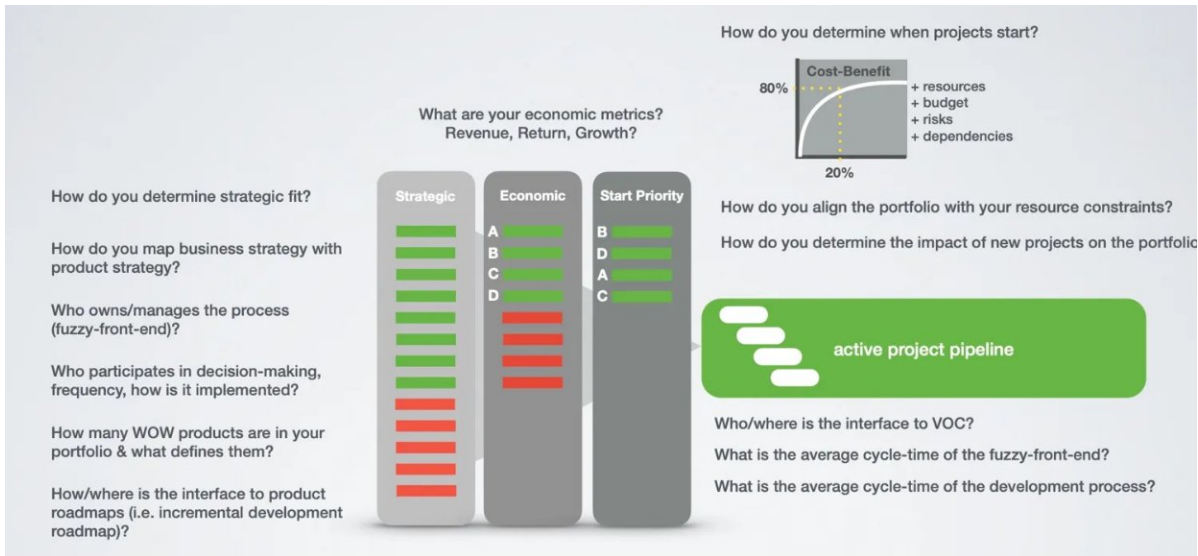 How do you determine when projects start?
Cost-Benefit
80%
+ resources
+ budget
+ risks
+ dependencies
20%
What are your economic metrics?
Revenue, Return, Growth?
How do you determine strategic fit?
How do you map business strategy with
product strategy?
Who owns/manages the process
(fuzzy-front-end)?
Who participates in decision-making,
frequency, how is it implemented?
How many WOW products are in your
portfolio & what defines them?
How/where is the interface to product
roadmaps (i.e. incremental development
roadmap)?
Strategic
Economic
A
B
C
D
Start Priority
B
D
A
C
How do you align the portfolio with your resource constraints?
How do you determine the impact of new projects on the portfolio
active project pipeline
Who/where is the interface to VOC?
What is the average cycle-time of the fuzzy-front-end?
What is the average cycle-time of the development process?